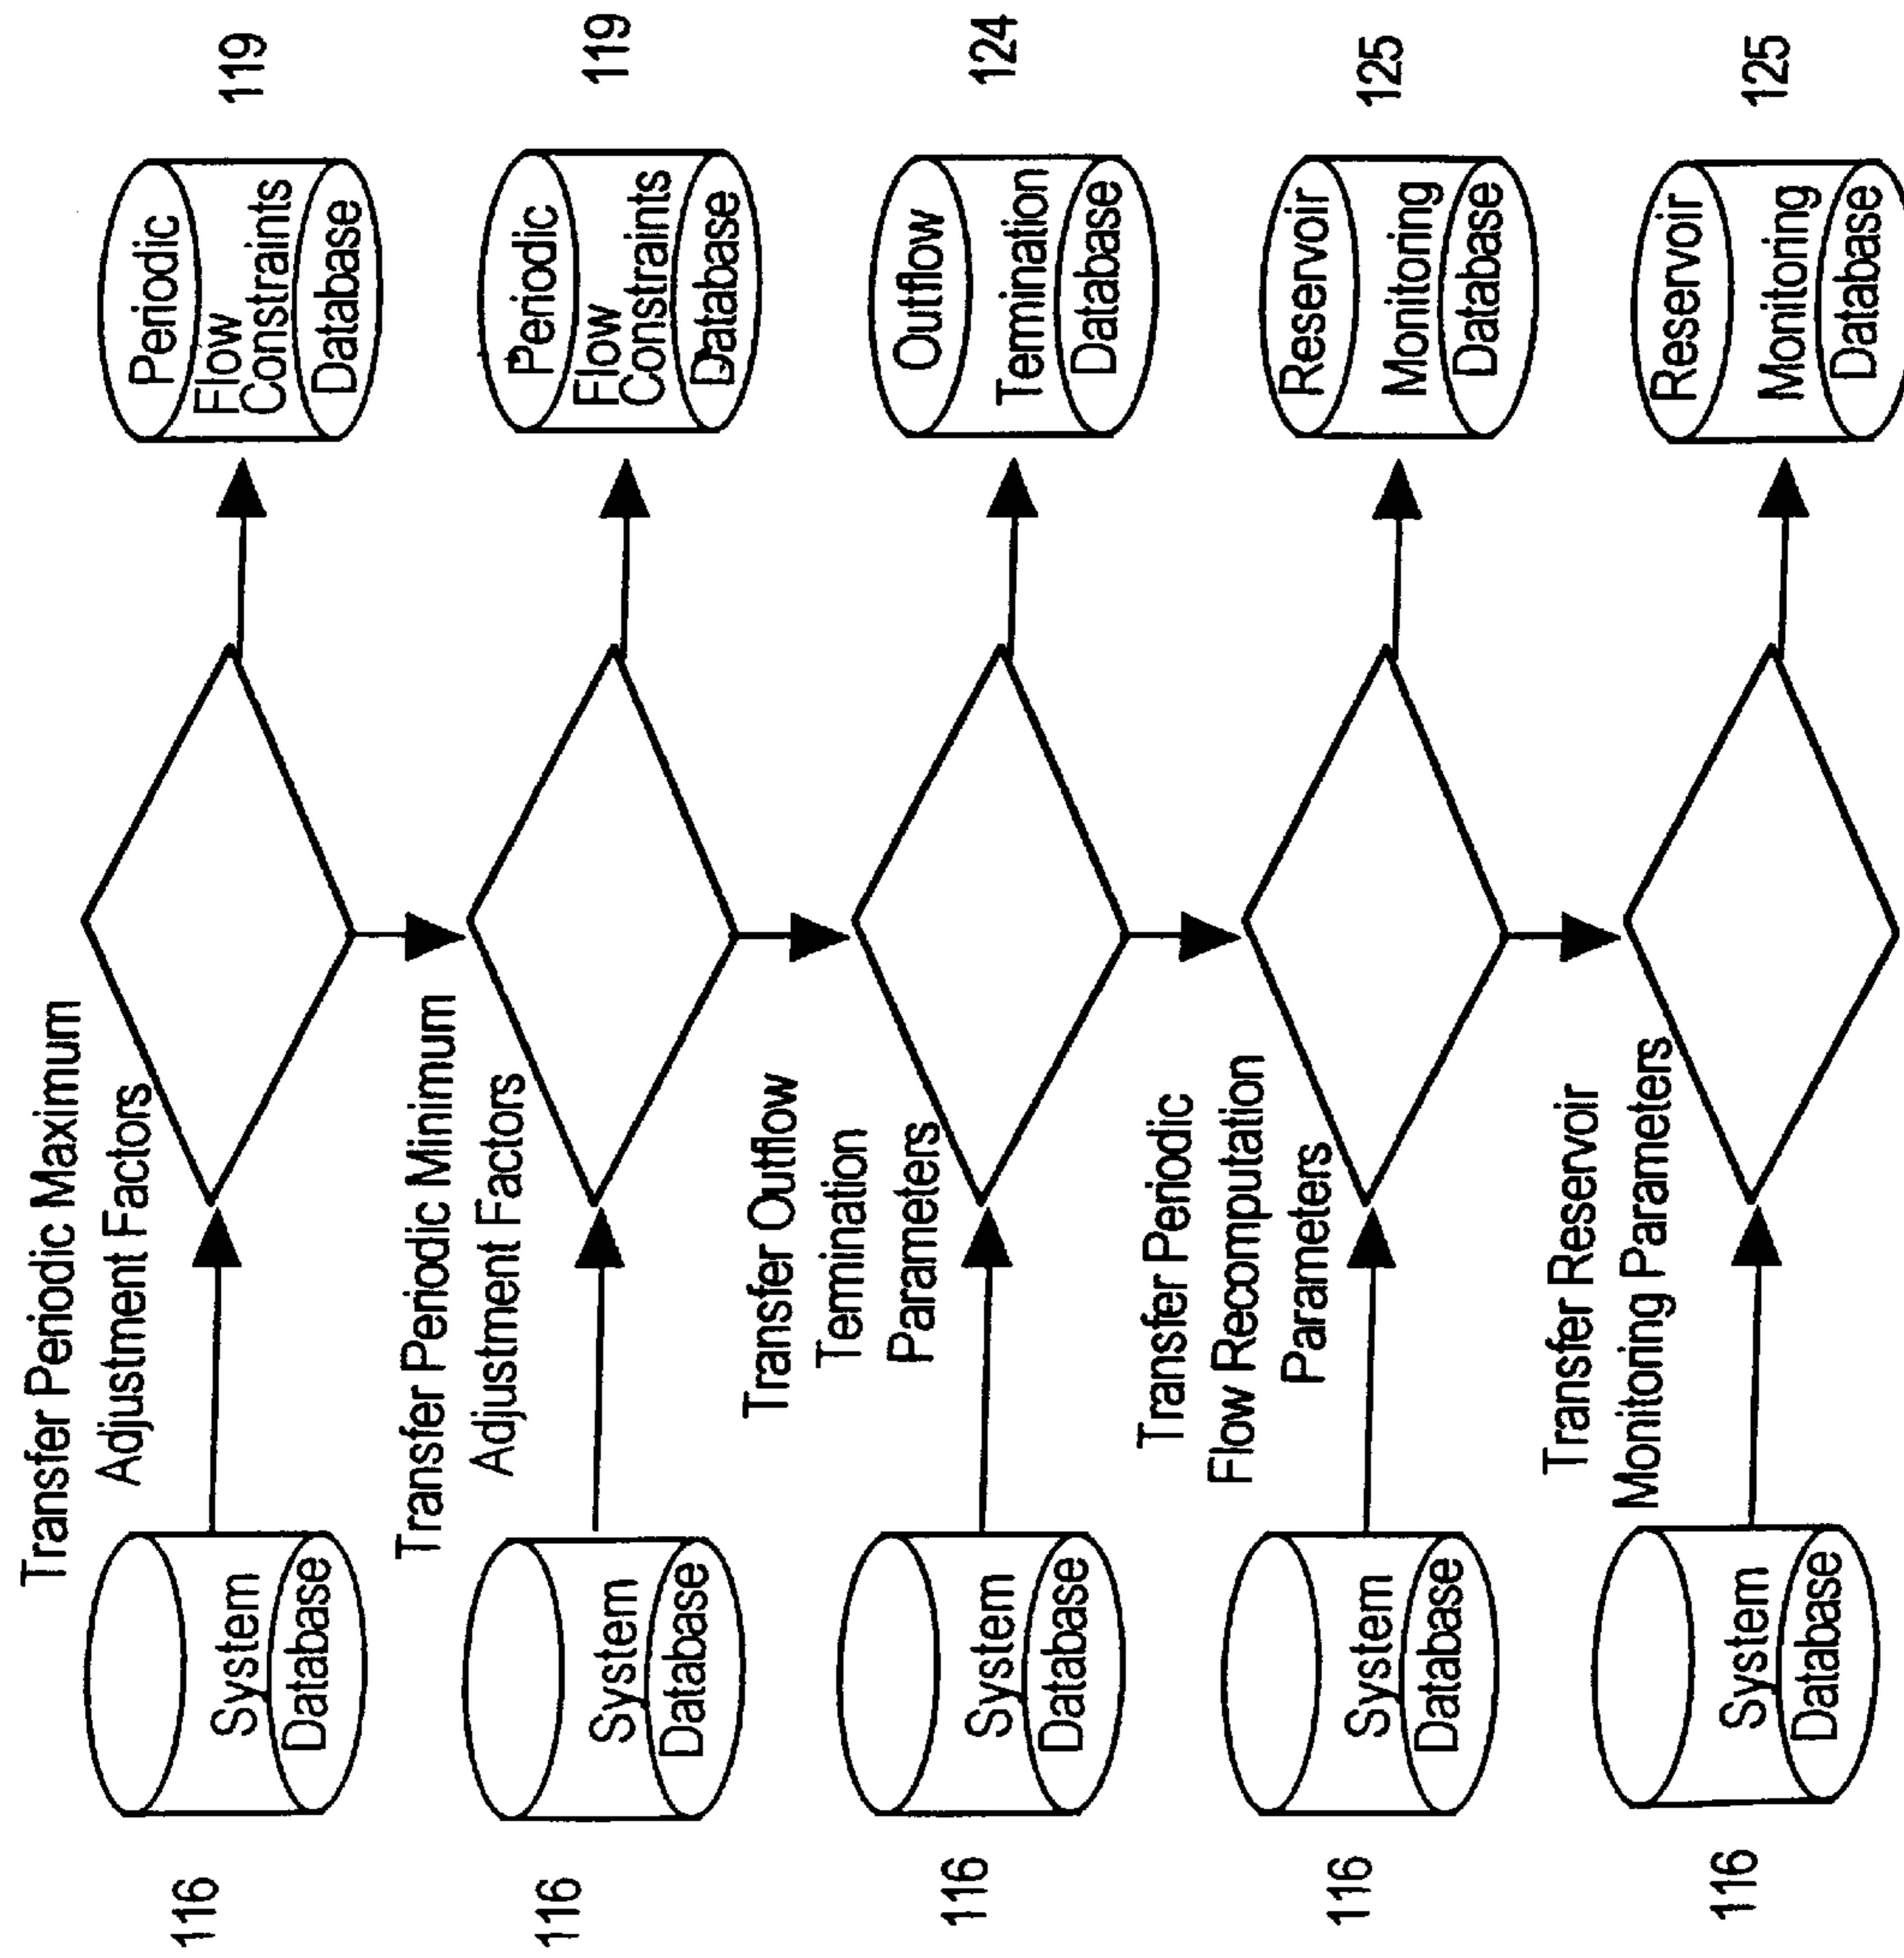 Transfer Periodic Maximum
Adjustment Factors
116
System
Database
Periodic
Flow
Constraints
Database
119
Transfer Periodic Minimum
Adjustment Factors
116
System
Database
Periodic
Flow
Constraints
Database
119
Transfer Outflow
Temination
Parameters
116
System
Database
Outflow
Temination
Database
124
Transfer Periodic
Flow Recomputation
Parameters
116
System
Database
Reservoir
Monitoring
Database
125
Transfer Reservoir
Monitoring Parameters
116
System
Database
Reservoir
Monitoring
Database
125